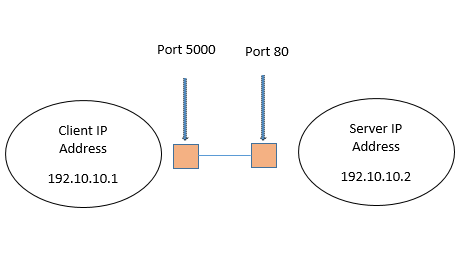 Port 5000
Port 80
Client IP
Address
192.10.10.1
Server IP
Address
192.10.10.2